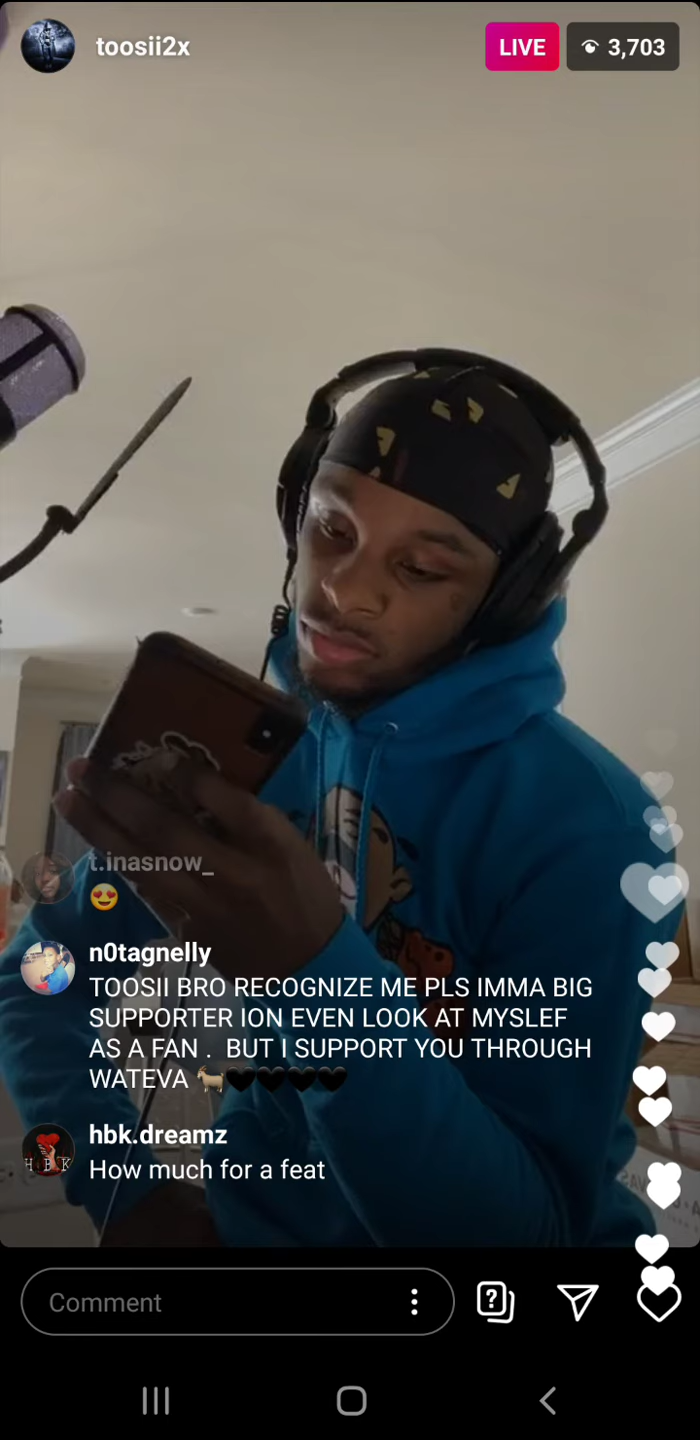 toosii2x
LIVE
3,703
t.inasnow_
😍
n0tagnelly
TOOSII BRO RECOGNIZE ME PLS IMMA BIG
SUPPORTER ION EVEN LOOK AT MYSLEF
AS A FAN .  BUT I SUPPORT YOU THROUGH
WATEVA 🐐🖤🖤🖤🖤
HBK
hbk.dreamz
How much for a feat
Comment